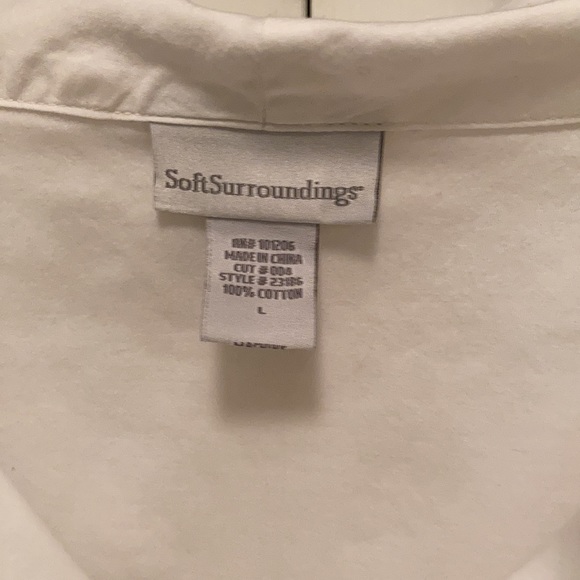 SoftSurroundings
RN# 101206
MADE IN CHINA
CUT # 004
STYLE # 23186
100% COTTON
L